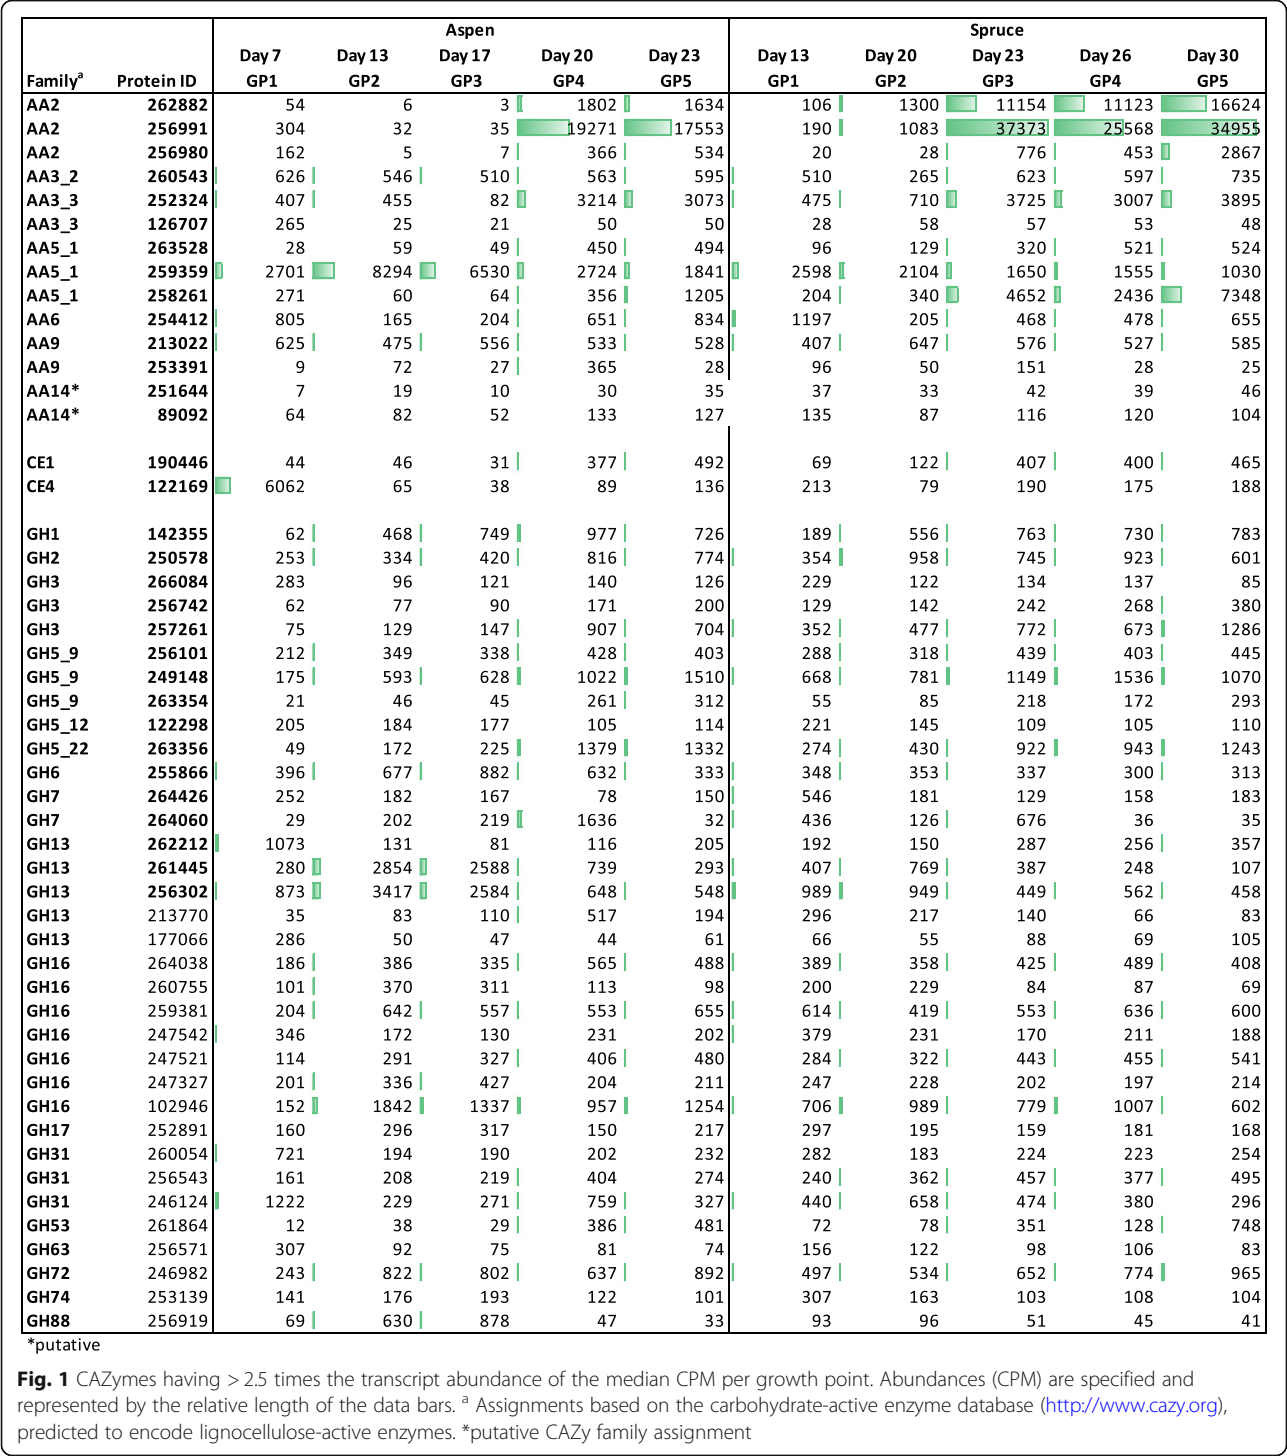 Aspen Spruce
Day 7 Day 13 Day 17 Day 20 Day 23 Day 13 Day 20 Day 23 Day 26 Day 30
Familyᵃ Protein ID GP1 GP2 GP3 GP4 GP5 GP1 GP2 GP3 GP4 GP5
AA2 262882 54 6 3 1802 1634 106 1300 11154 11123 16624
AA2 256991 304 32 35 19271 17553 190 1083 37373 25568 34955
AA2 256980 162 5 7 366 534 20 28 776 453 2867
AA3_2 260543 626 546 510 563 595 510 265 623 597 735
AA3_3 252324 407 455 82 3214 3073 475 710 3725 3007 3895
AA3_3 126707 265 25 21 50 50 28 58 57 53 48
AA5_1 263528 28 59 49 450 494 96 129 320 521 524
AA5_1 259359 2701 8294 6530 2724 1841 2598 2104 1650 1555 1030
AA5_1 258261 271 60 64 356 1205 204 340 4652 2436 7348
AA6 254412 805 165 204 651 834 1197 205 468 478 655
AA9 213022 625 475 556 533 528 407 647 576 527 585
AA9 253391 9 72 27 365 28 96 50 151 28 25
AA14* 251644 7 19 10 30 35 37 33 42 39 46
AA14* 89092 64 82 52 133 127 135 87 116 120 104
CE1 190446 44 46 31 377 492 69 122 407 400 465
CE4 122169 6062 65 38 89 136 213 79 190 175 188
GH1 142355 62 468 749 977 726 189 556 763 730 783
GH2 250578 253 334 420 816 774 354 958 745 923 601
GH3 266084 283 96 121 140 126 229 122 134 137 85
GH3 256742 62 77 90 171 200 129 142 242 268 380
GH3 257261 75 129 147 907 704 352 477 772 673 1286
GH5_9 256101 212 349 338 428 403 288 318 439 403 445
GH5_9 249148 175 593 628 1022 1510 668 781 1149 1536 1070
GH5_9 263354 21 46 45 261 312 55 85 218 172 293
GH5_12 122298 205 184 177 105 114 221 145 109 105 110
GH5_22 263356 49 172 225 1379 1332 274 430 922 943 1243
GH6 255866 396 677 882 632 333 348 353 337 300 313
GH7 264426 252 182 167 78 150 546 181 129 158 183
GH7 264060 29 202 219 1636 32 436 126 676 36 35
GH13 262212 1073 131 81 116 205 192 150 287 256 357
GH13 261445 280 2854 2588 739 293 407 769 387 248 107
GH13 256302 873 3417 2584 648 548 989 949 449 562 458
GH13 213770 35 83 110 517 194 296 217 140 66 83
GH13 177066 286 50 47 44 61 66 55 88 69 105
GH16 264038 186 386 335 565 488 389 358 425 489 408
GH16 260755 101 370 311 113 98 200 229 84 87 69
GH16 259381 204 642 557 553 655 614 419 553 636 600
GH16 247542 346 172 130 231 202 379 231 170 211 188
GH16 247521 114 291 327 406 480 284 322 443 455 541
GH16 247327 201 336 427 204 211 247 228 202 197 214
GH16 102946 152 1842 1337 957 1254 706 989 779 1007 602
GH17 252891 160 296 317 150 217 297 195 159 181 168
GH31 260054 721 194 190 202 232 282 183 224 223 254
GH31 256543 161 208 219 404 274 240 362 457 377 495
GH31 246124 1222 229 271 759 327 440 658 474 380 296
GH53 261864 12 38 29 386 481 72 78 351 128 748
GH63 256571 307 92 75 81 74 156 122 98 106 83
GH72 246982 243 822 802 637 892 497 534 652 774 965
GH74 253139 141 176 193 122 101 307 163 103 108 104
GH88 256919 69 630 878 47 33 93 96 51 45 41
*putative
Fig. 1 CAZymes having > 2.5 times the transcript abundance of the median CPM per growth point. Abundances (CPM) are specified and
represented by the relative length of the data bars. ᵃ Assignments based on the carbohydrate-active enzyme database (http://www.cazy.org),
predicted to encode lignocellulose-active enzymes. *putative CAZy family assignment